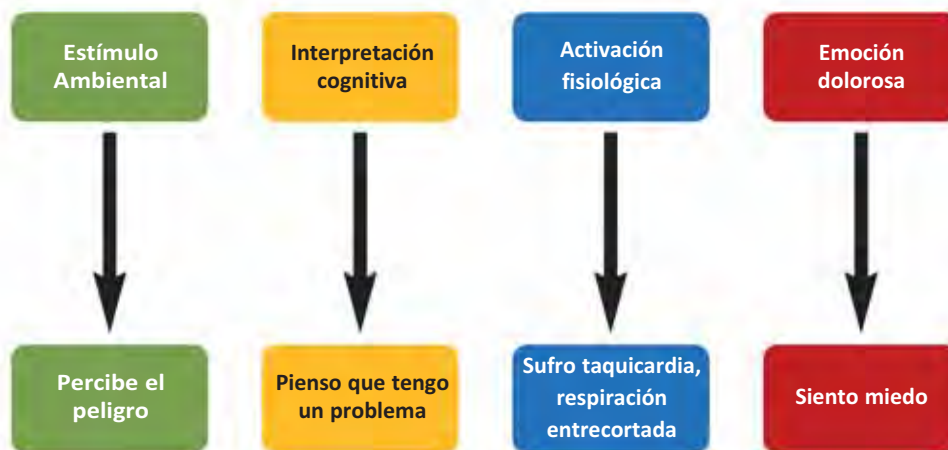 Estímulo
Ambiental
Interpretación
cognitiva
Activación
fisiológica
Emoción
dolorosa
Percibe el
peligro
Pienso que tengo
un problema
Sufro taquicardia,
respiración
entrecortada
Siento miedo